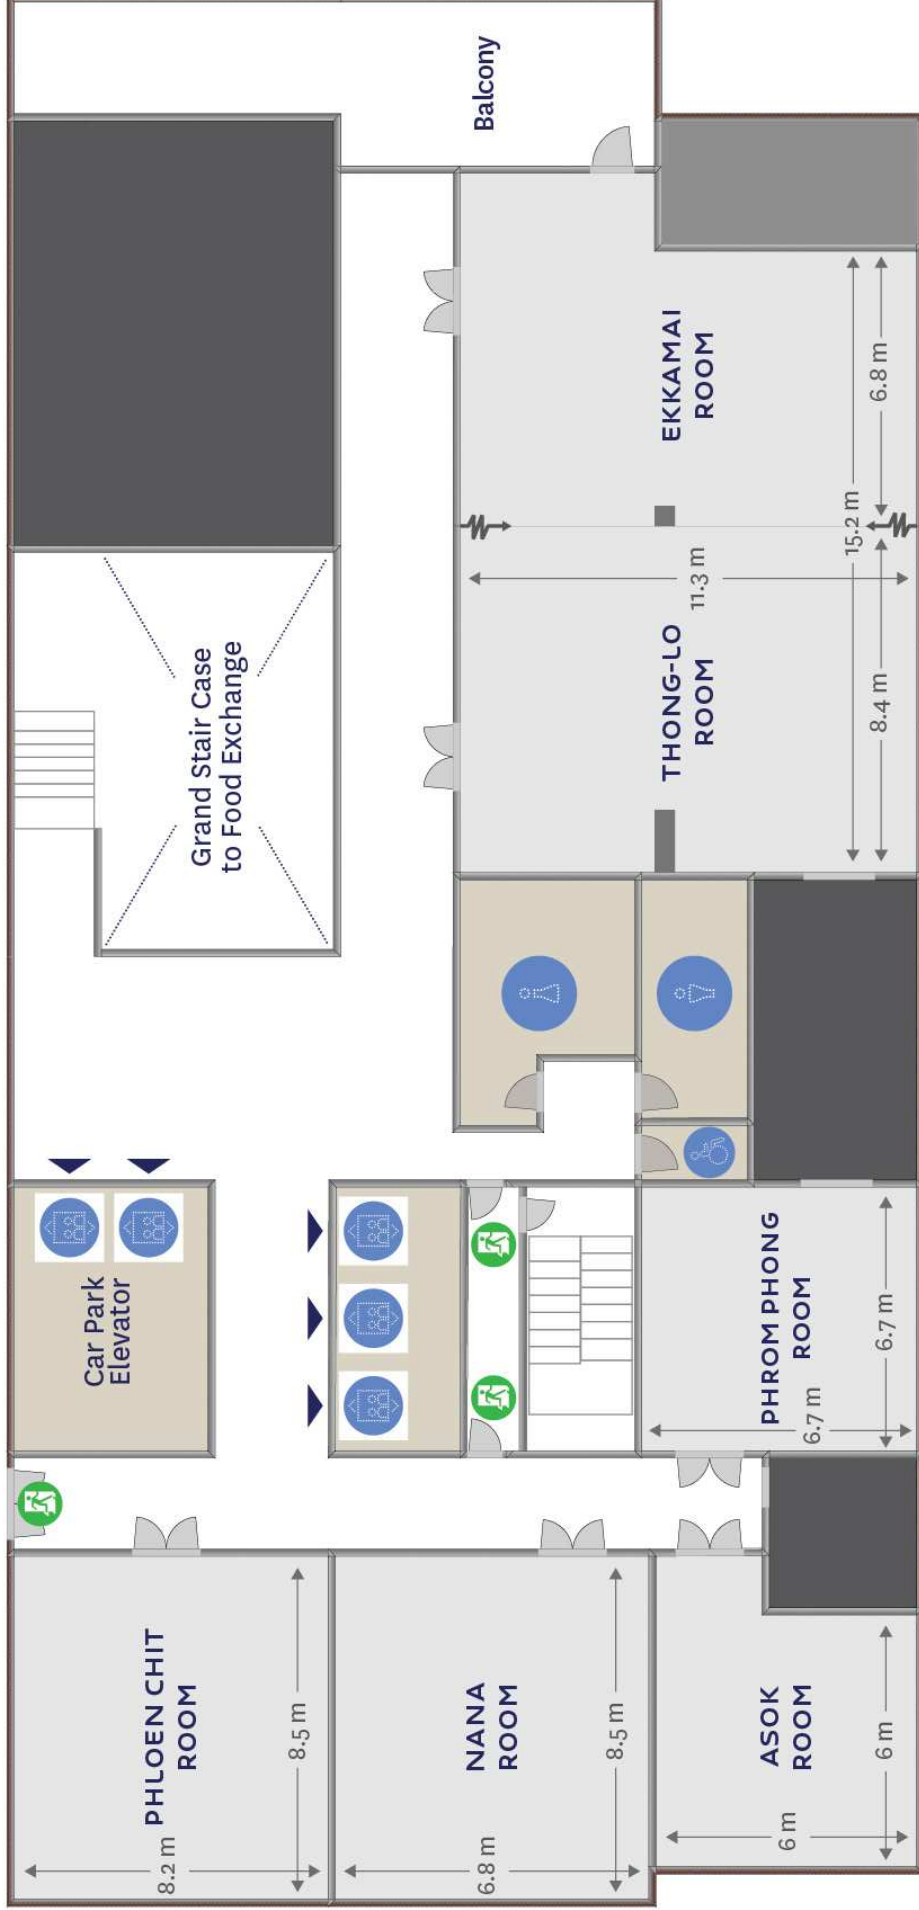 PHLOEN CHIT
ROOM
8.2 m
8.5 m
NANA
ROOM
6.8 m
8.5 m
ASOK
ROOM
6 m
6 m
Car Park
Elevator
PHROM PHONG
ROOM
6.7 m
6.7 m
Grand Stair Case
to Food Exchange
THONG-LO
ROOM
11.3 m
8.4 m
15.2 m
EKKAMAI
ROOM
6.8 m
Balcony